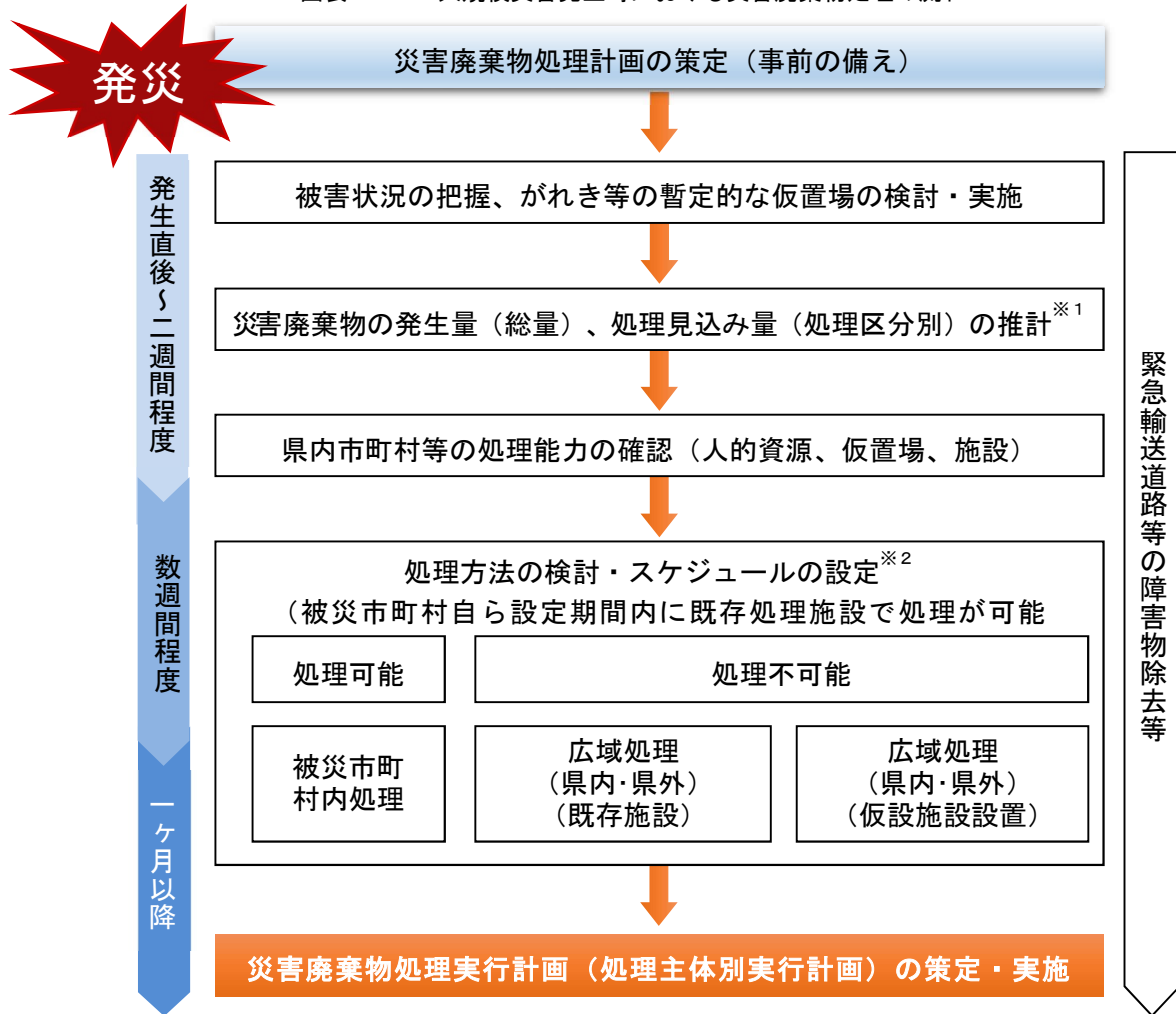 発災
災害廃棄物処理計画の策定（事前の備え）
発生直後～二週間程度
数週間程度
一ヶ月以降
被害状況の把握、がれき等の暫定的な仮置場の検討・実施
災害廃棄物の発生量（総量）、処理見込み量（処理区分別）の推計※1
県内市町村等の処理能力の確認（人的資源、仮置場、施設）
処理方法の検討・スケジュールの設定※2
（被災市町村自ら設定期間内に既存処理施設で処理が可能
処理可能
処理不可能
被災市町
村内処理
広域処理
（県内・県外）
（既存施設）
広域処理
（県内・県外）
（仮設施設設置）
災害廃棄物処理実行計画（処理主体別実行計画）の策定・実施
緊急輸送道路等の障害物除去等